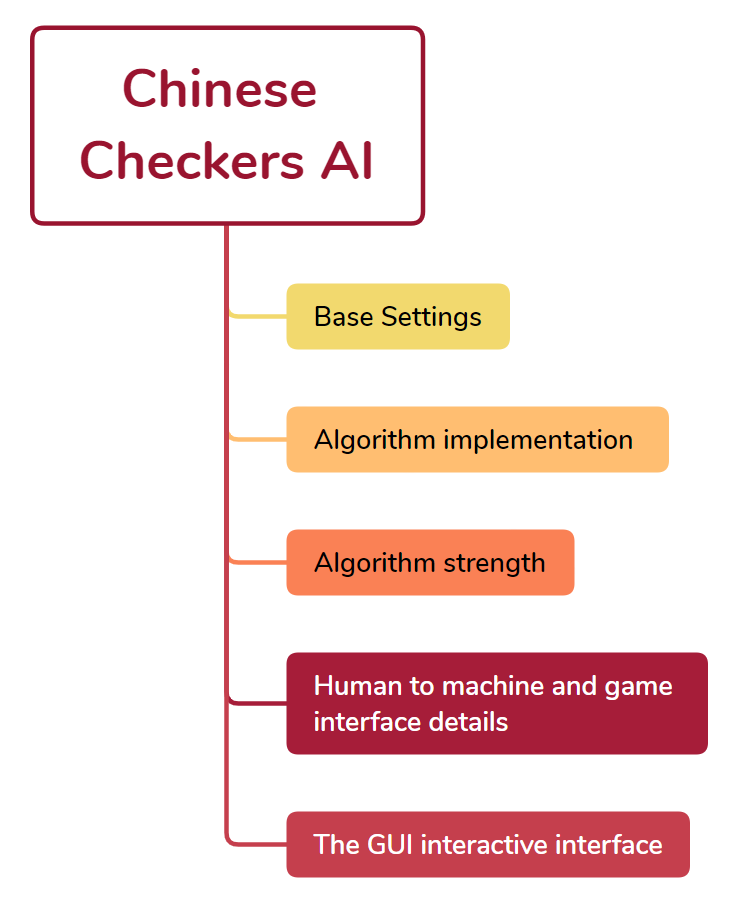 Chinese
Checkers AI
Base Settings
Algorithm implementation
Algorithm strength
Human to machine and game
interface details
The GUI interactive interface